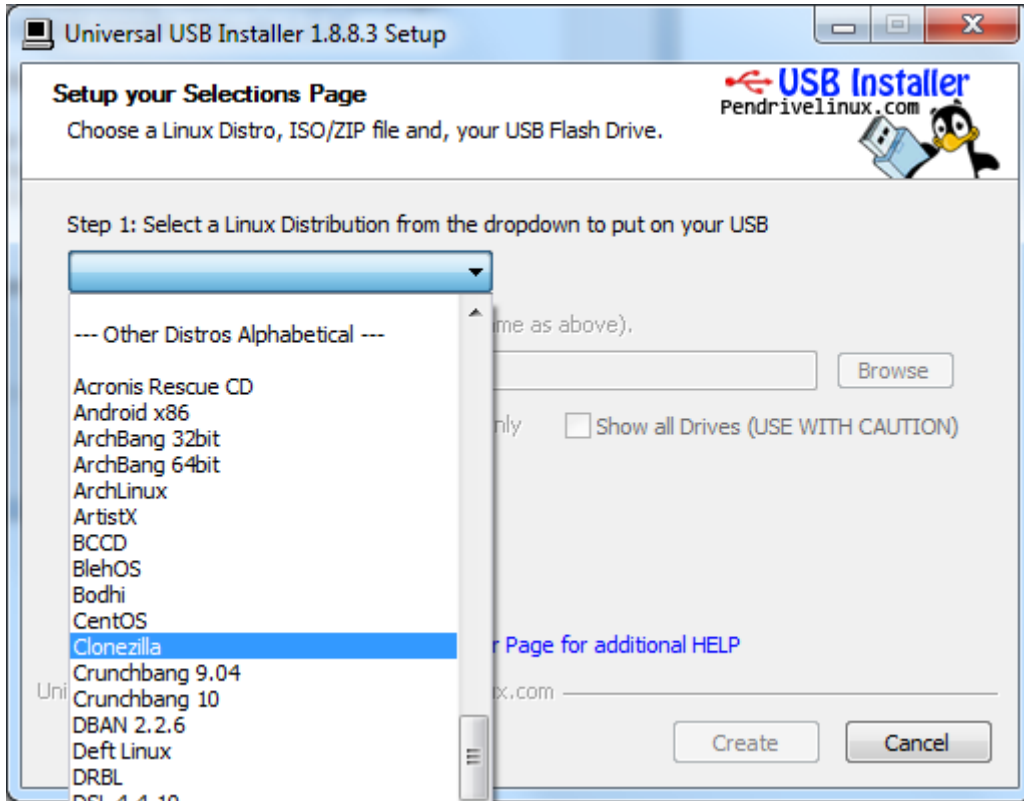 Universal USB Installer 1.8.8.3 Setup
Setup your Selections Page
Choose a Linux Distro, ISO/ZIP file and, your USB Flash Drive.
USB Installer
Pendrivelinux.com
Step 1: Select a Linux Distribution from the dropdown to put on your USB
--- Other Distros Alphabetical ---
me as above).
Acronis Rescue CD
Browse
Android x86
ArchBang 32bit
nly Show all Drives (USE WITH CAUTION)
ArchBang 64bit
ArchLinux
ArtistX
BCCD
BlehOS
Bodhi
CentOS
Clonezilla
r Page for additional HELP
Crunchbang 9.04
Uni
x.com
Crunchbang 10
DBAN 2.2.6
Deft Linux
Create Cancel
DRBL